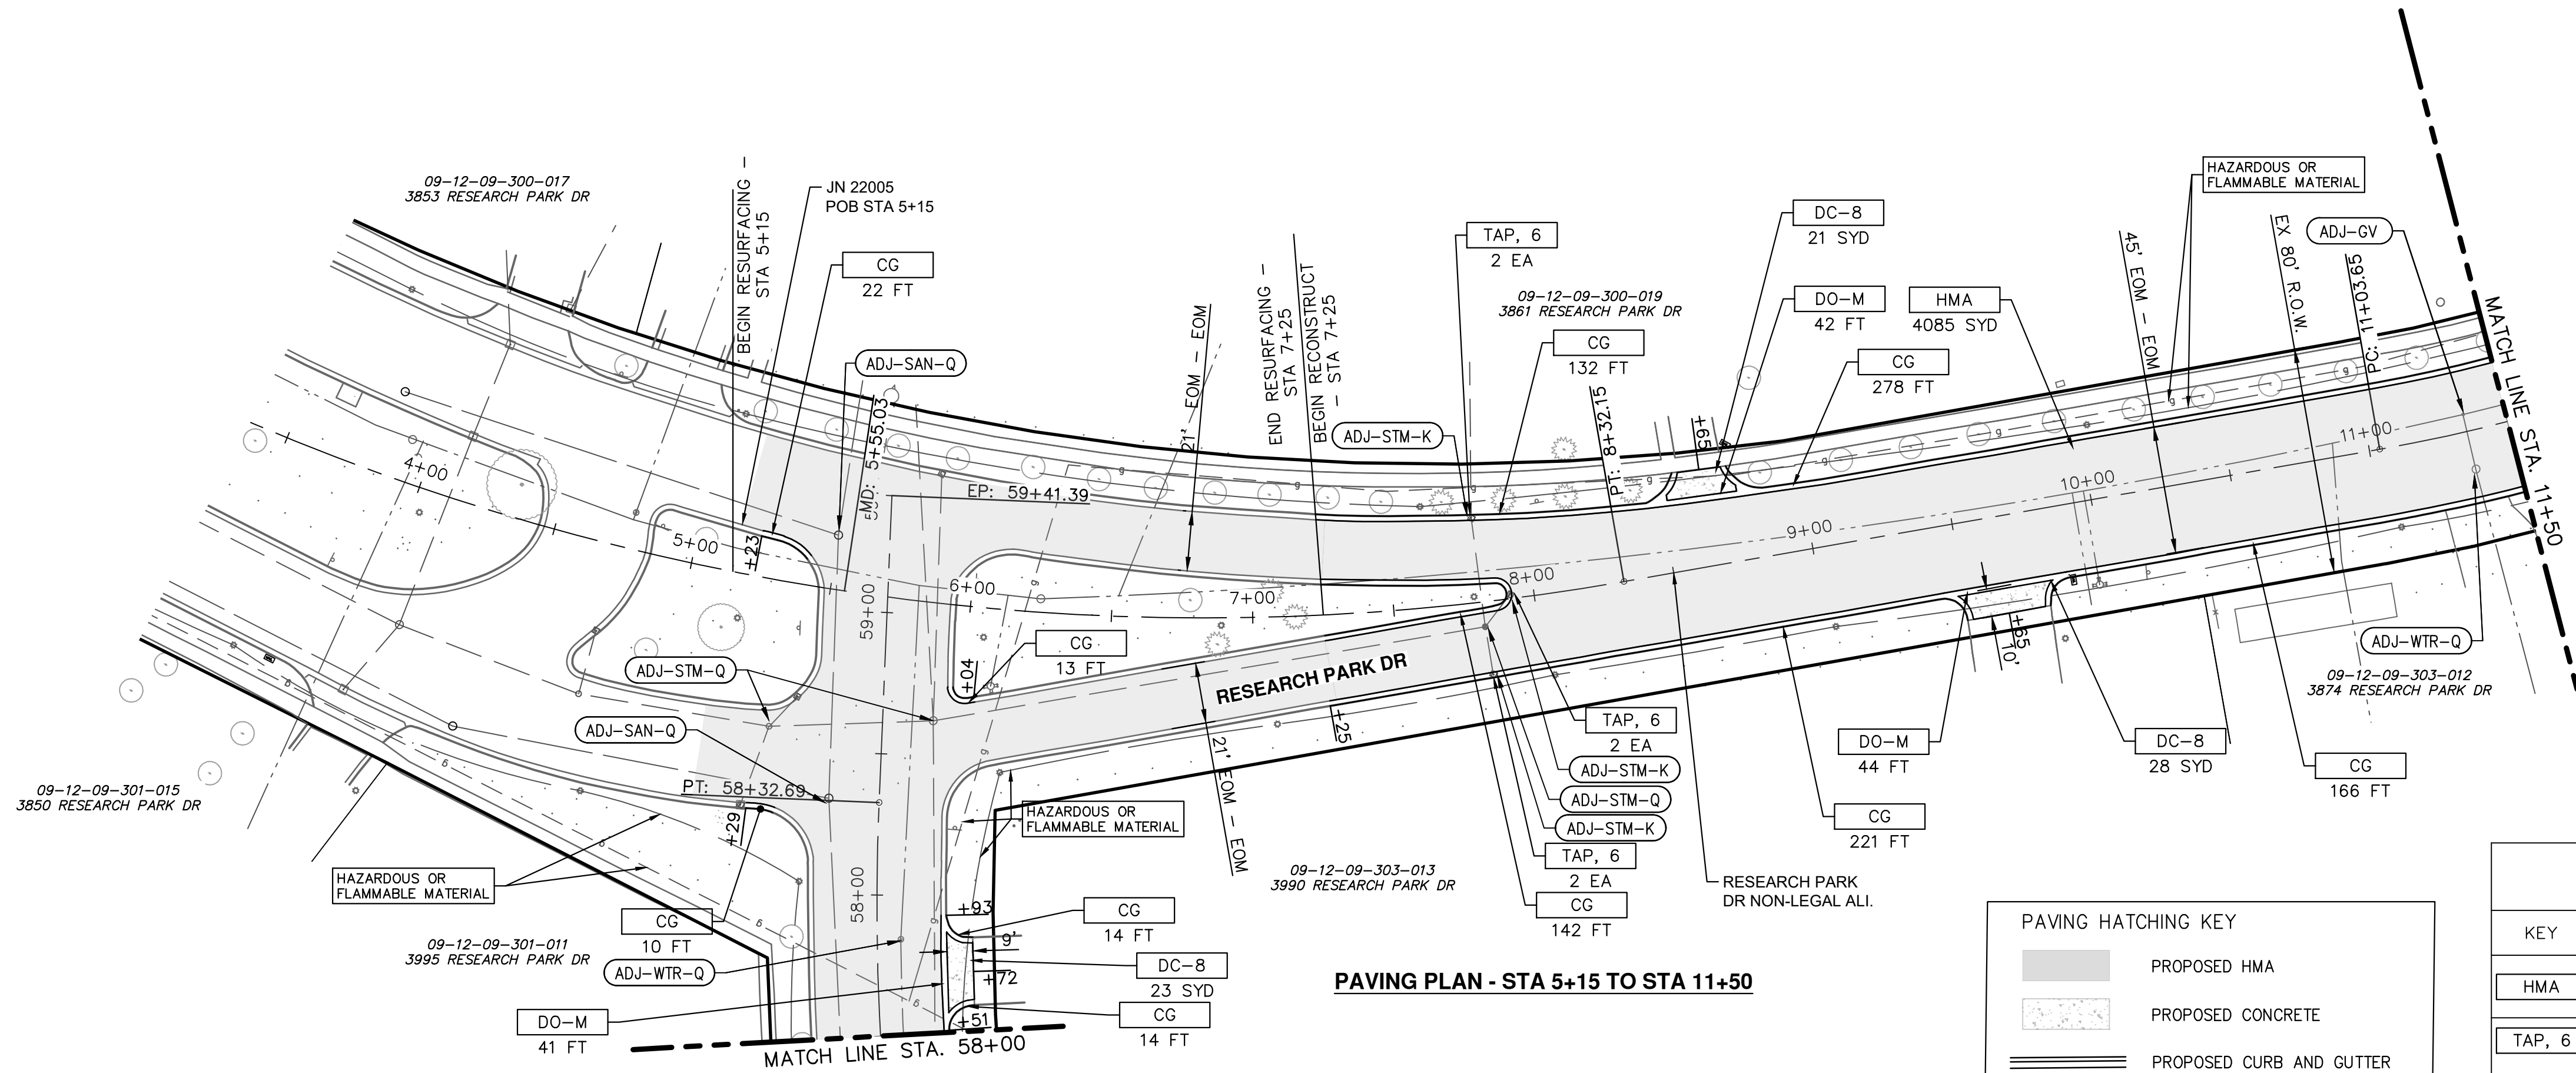 09-12-09-300-017
3853 RESEARCH PARK DR
BEGIN RESURFACING –
STA 5+15
JN 22005
POB STA 5+15
CG
22 FT
ADJ-SAN-Q
MD: 5+55.03
EP: 59+41.39
21' EOM – EOM
END RESURFACING –
STA 7+25
BEGIN RECONSTRUCT
– STA 7+25
TAP, 6
2 EA
ADJ-STM-K
09-12-09-300-019
3861 RESEARCH PARK DR
CG
132 FT
PT: 8+32.15
DC-8
21 SYD
DO-M
42 FT
+59
HMA
4085 SYD
CG
278 FT
45' EOM – EOM
HAZARDOUS OR
FLAMMABLE MATERIAL
EX 80' R.O.W.
ADJ-GV
PC: 11+03.65
MATCH LINE STA. 11+50
4+00
5+00
+23
6+00
7+00
8+00
9+00
10+00
11+00
59+00
58+00
+04
CG
13 FT
RESEARCH PARK DR
+25
21' EOM – EOM
ADJ-STM-Q
ADJ-SAN-Q
PT: 58+32.69
+29
HAZARDOUS OR
FLAMMABLE MATERIAL
09-12-09-301-015
3850 RESEARCH PARK DR
HAZARDOUS OR
FLAMMABLE MATERIAL
CG
10 FT
09-12-09-301-011
3995 RESEARCH PARK DR
ADJ-WTR-Q
DO-M
41 FT
+93
9'
+72
+51
CG
14 FT
DC-8
23 SYD
CG
14 FT
MATCH LINE STA. 58+00
09-12-09-303-013
3990 RESEARCH PARK DR
TAP, 6
2 EA
ADJ-STM-K
ADJ-STM-Q
ADJ-STM-K
TAP, 6
2 EA
CG
142 FT
RESEARCH PARK
DR NON-LEGAL ALI.
CG
221 FT
DO-M
44 FT
+65
10'
DC-8
28 SYD
CG
166 FT
ADJ-WTR-Q
09-12-09-303-012
3874 RESEARCH PARK DR
PAVING PLAN - STA 5+15 TO STA 11+50
PAVING HATCHING KEY
PROPOSED HMA
PROPOSED CONCRETE
PROPOSED CURB AND GUTTER
KEY
HMA
TAP, 6